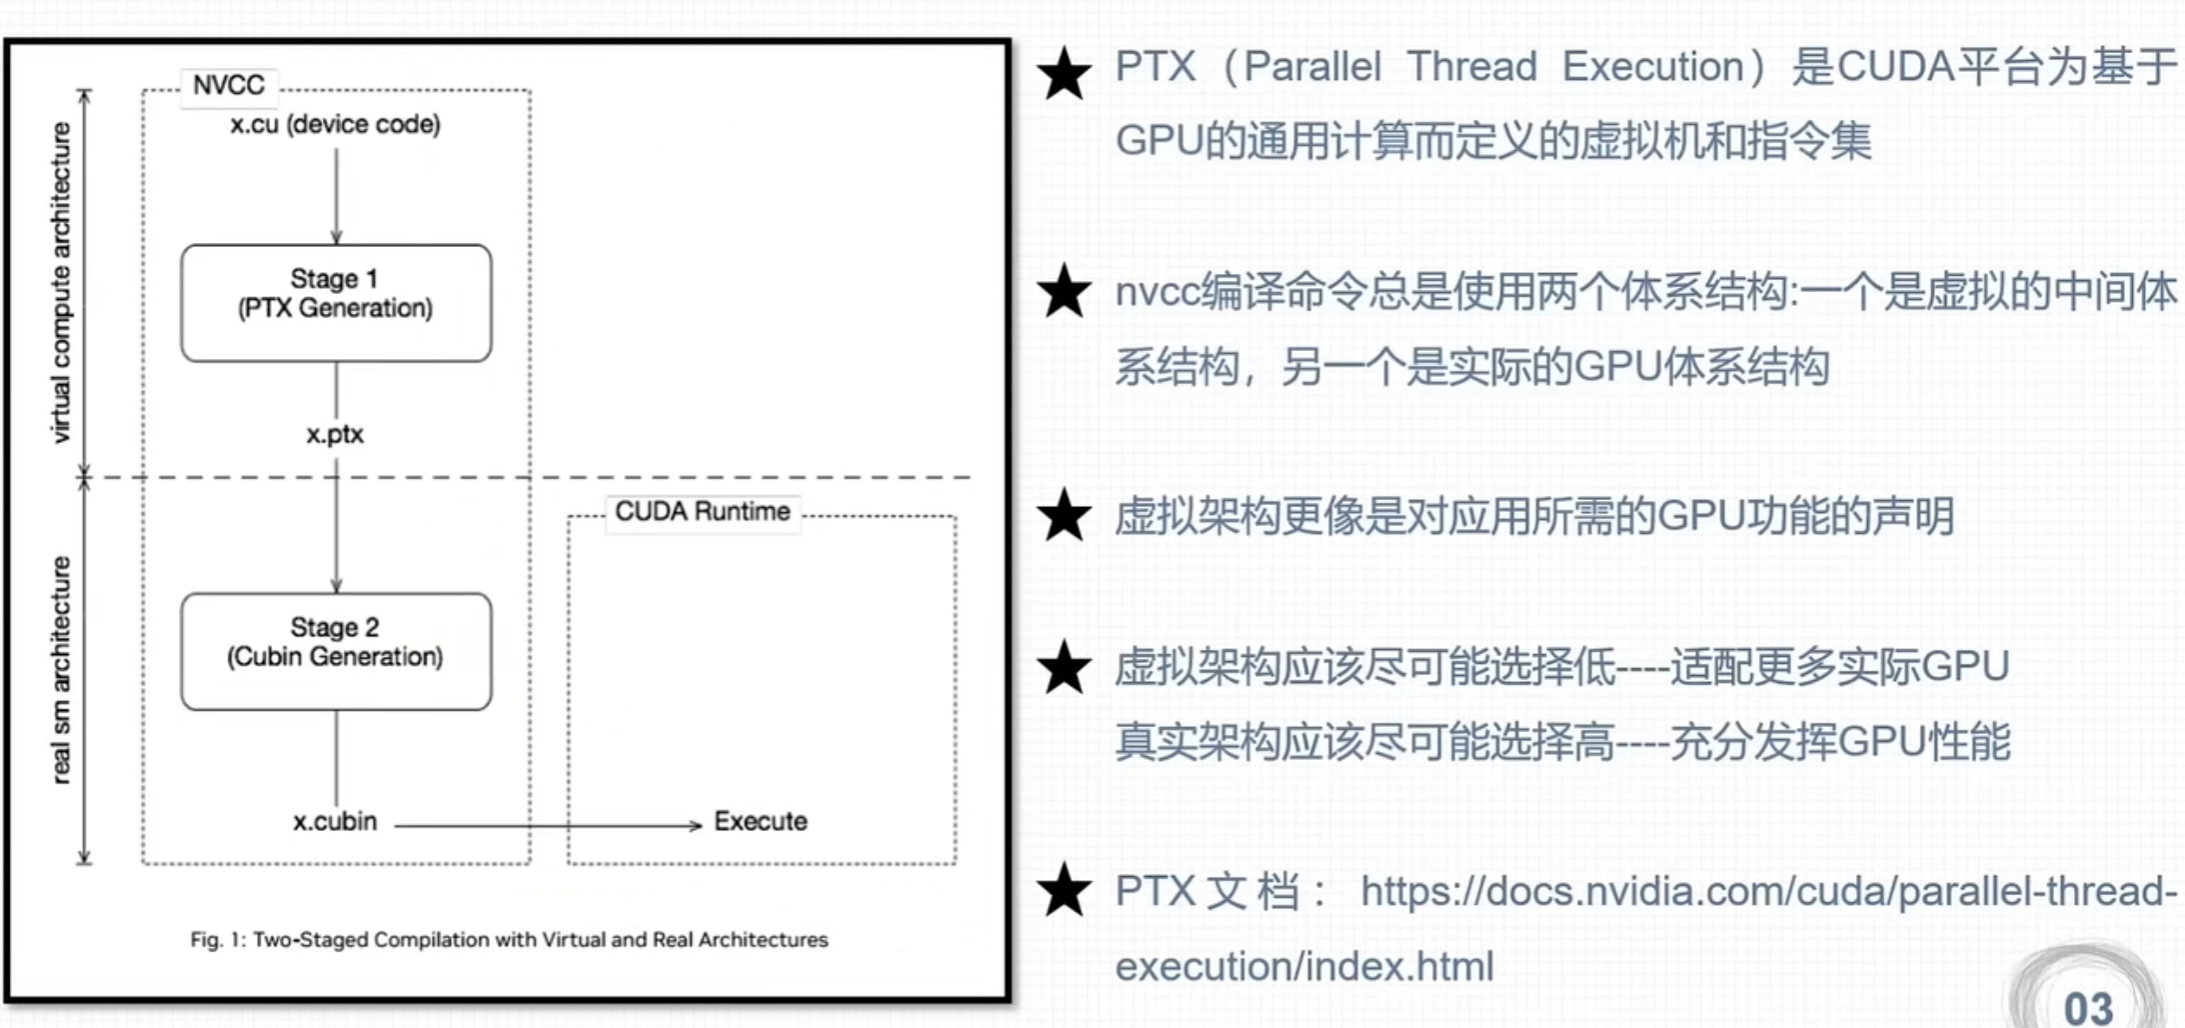 NVCC
x.cu (device code)
virtual compute architecture
Stage 1
(PTX Generation)
x.ptx
CUDA Runtime
real sm architecture
Stage 2
(Cubin Generation)
x.cubin
Execute
Fig. 1: Two-Staged Compilation with Virtual and Real Architectures
PTX（Parallel Thread Execution）是CUDA平台为基于
GPU的通用计算而定义的虚拟机和指令集
nvcc编译命令总是使用两个体系结构:一个是虚拟的中间体
系结构，另一个是实际的GPU体系结构
虚拟架构更像是对应用所需的GPU功能的声明
虚拟架构应该尽可能选择低----适配更多实际GPU
真实架构应该尽可能选择高----充分发挥GPU性能
PTX文档：https://docs.nvidia.com/cuda/parallel-thread-
execution/index.html
03